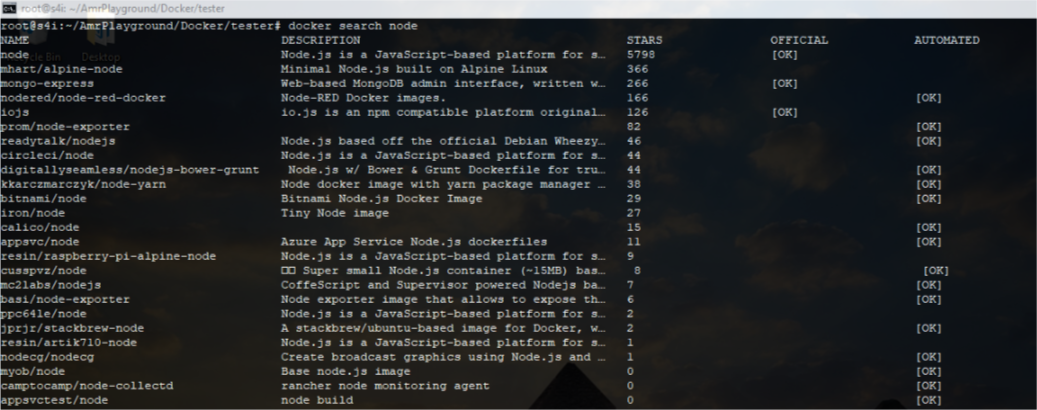 root@s4i: ~/AmrPlayground/Docker/tester
root@s4i:~/AmrPlayground/Docker/tester# docker search node
NAME DESCRIPTION STARS OFFICIAL AUTOMATED
node Node.js is a JavaScript-based platform for s… 5798 [OK]
mhart/alpine-node Minimal Node.js built on Alpine Linux 366
mongo-express Web-based MongoDB admin interface, written w… 266 [OK]
nodered/node-red-docker Node-RED Docker images. 166 [OK]
iojs io.js is an npm compatible platform original… 126 [OK]
prom/node-exporter 82 [OK]
readytalk/nodejs Node.js based off the official Debian Wheezy… 46 [OK]
circleci/node Node.js is a JavaScript-based platform for s… 44 [OK]
digitallyseamless/nodejs-bower-grunt Node.js w/ Bower & Grunt Dockerfile for tru… 44 [OK]
kkarczmarczyk/node-yarn Node docker image with yarn package manager … 38 [OK]
bitnami/node Bitnami Node.js Docker Image 29 [OK]
iron/node Tiny Node image 27
calico/node 15 [OK]
appsvc/node Azure App Service Node.js dockerfiles 11 [OK]
resin/raspberry-pi-alpine-node Node.js is a JavaScript-based platform for s… 9
cusspvz/node Super small Node.js container (~15MB) bas… 8 [OK]
mc2labs/nodejs CoffeScript and Supervisor powered Nodejs ba… 7 [OK]
basi/node-exporter Node exporter image that allows to expose th… 6 [OK]
ppc64le/node Node.js is a JavaScript-based platform for s… 2
jprjr/stackbrew-node A stackbrew/ubuntu-based image for Docker, w… 2 [OK]
resin/artik710-node Node.js is a JavaScript-based platform for s… 1
nodecg/nodecg Create broadcast graphics using Node.js and … 1 [OK]
myob/node Base node.js image 0 [OK]
camptocamp/node-collectd rancher node monitoring agent 0 [OK]
appsvctest/node node build 0 [OK]